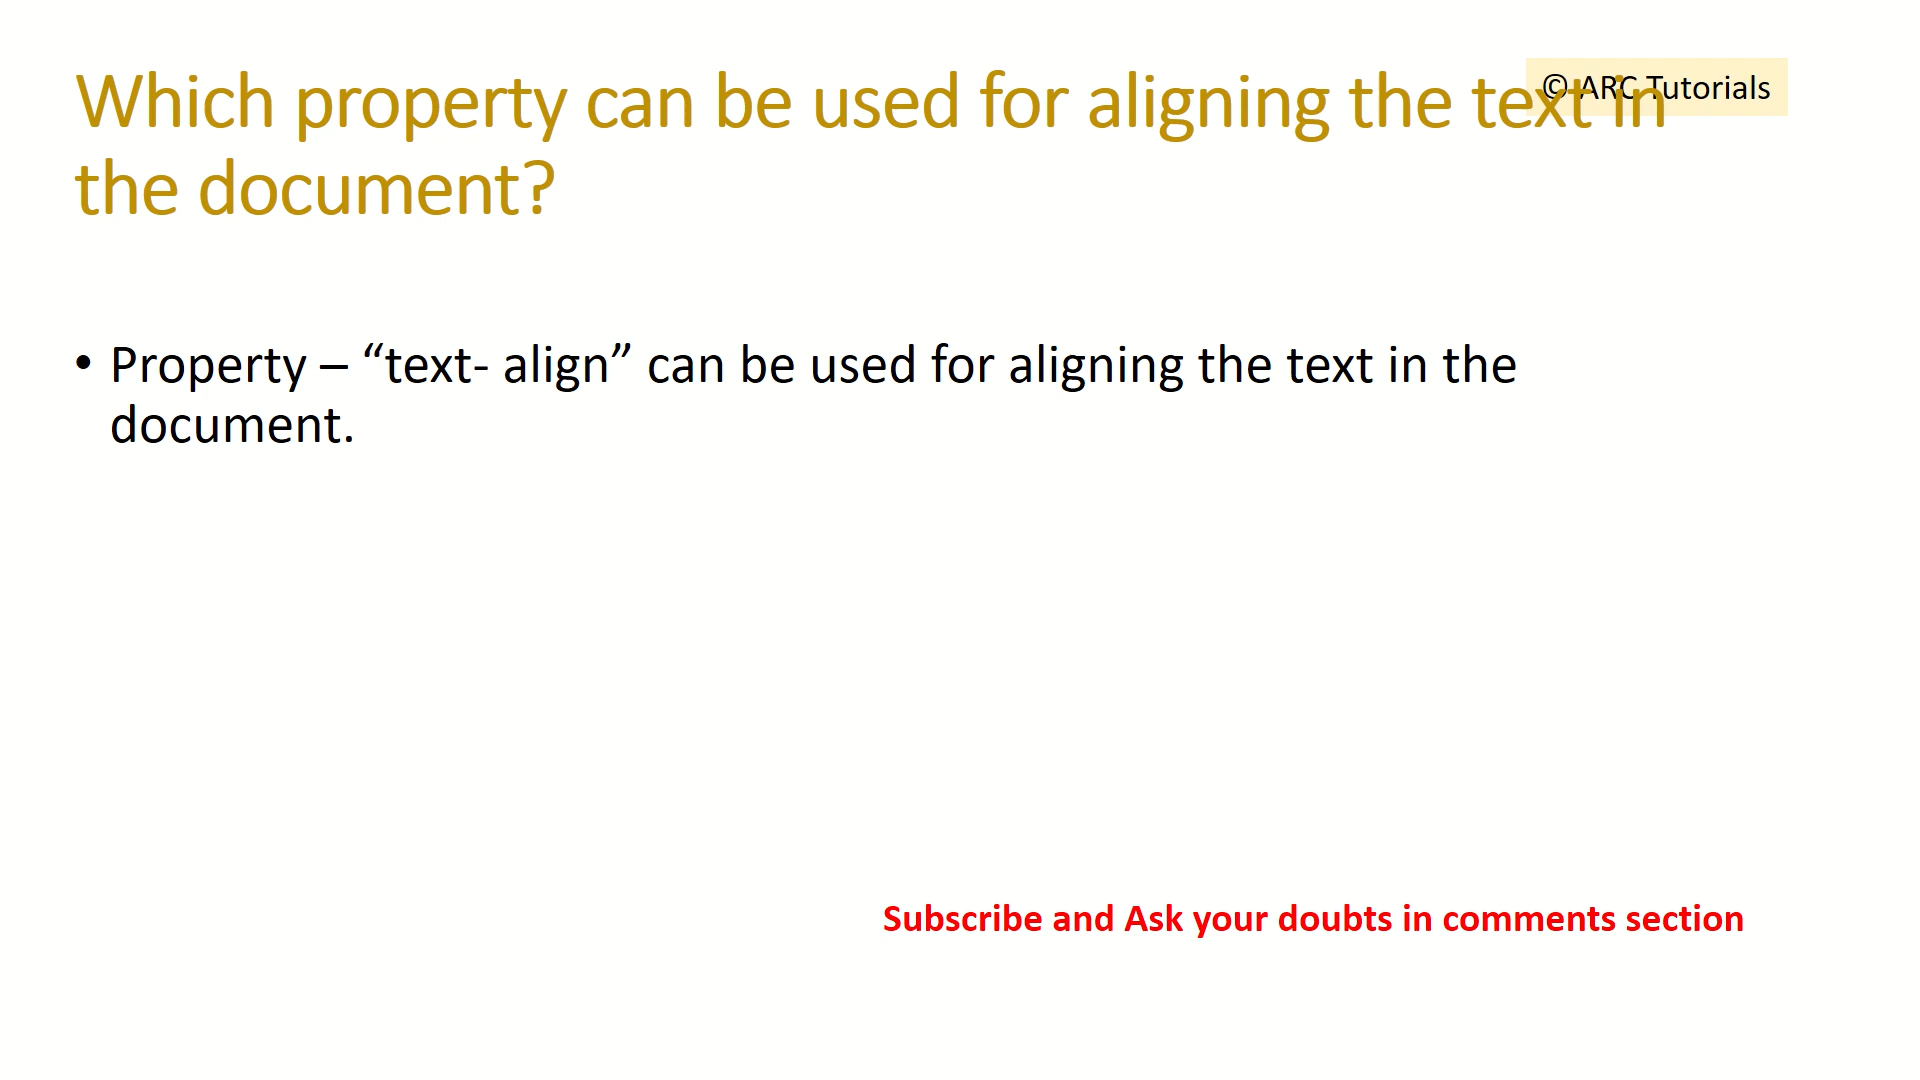 Which property can be used for aligning the text in
the document?
© ARC Tutorials
• Property – “text- align” can be used for aligning the text in the
document.
Subscribe and Ask your doubts in comments section